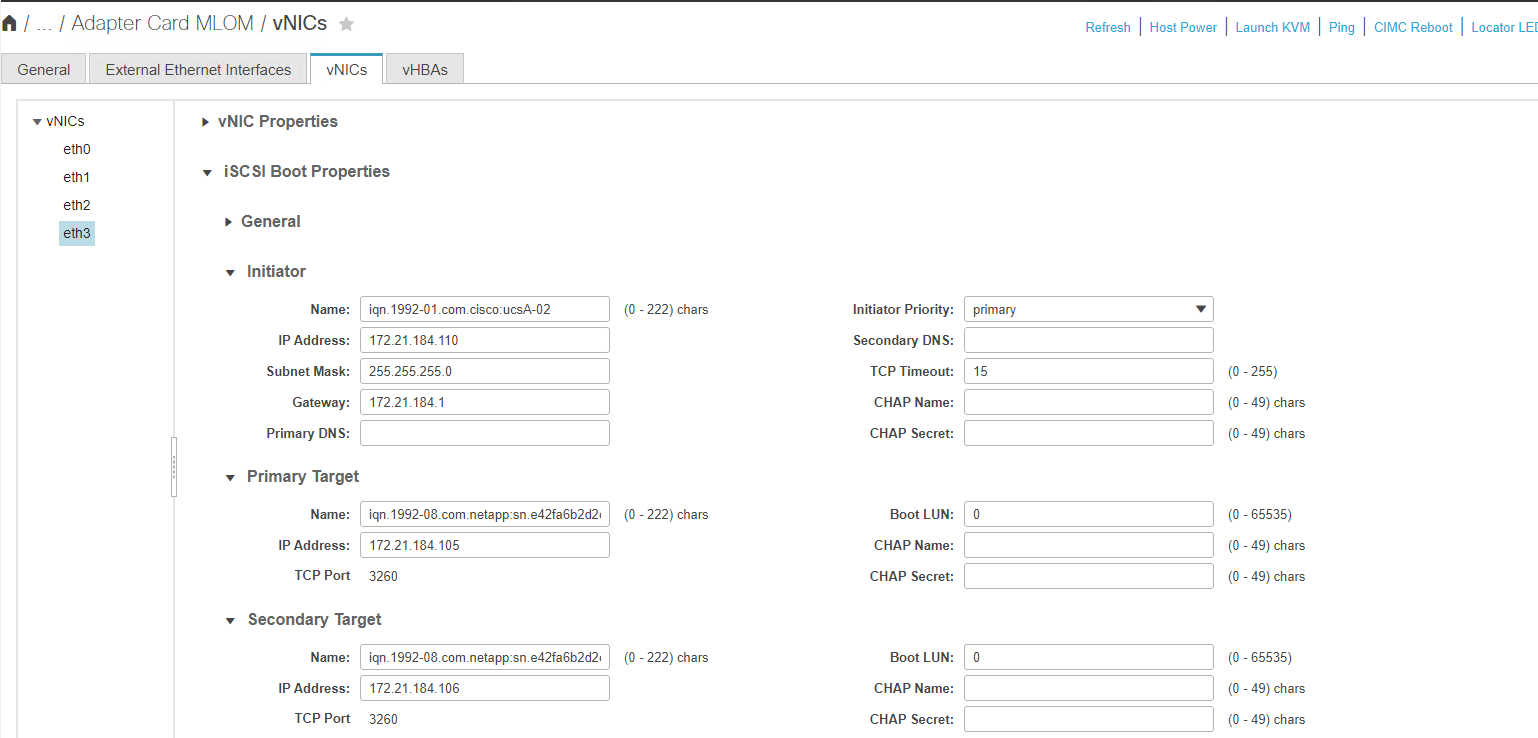 / ... / Adapter Card MLOM / vNICs
Refresh | Host Power | Launch KVM | Ping | CIMC Reboot | Locator LED
General External Ethernet Interfaces vNICs vHBAs
vNICs
eth0
eth1
eth2
eth3
vNIC Properties
iSCSI Boot Properties
General
Initiator
Name: iqn.1992-01.com.cisco:ucsA-02 (0 - 222) chars Initiator Priority: primary
IP Address: 172.21.184.110 Secondary DNS:
Subnet Mask: 255.255.255.0 TCP Timeout: 15 (0 - 255)
Gateway: 172.21.184.1 CHAP Name: (0 - 49) chars
Primary DNS: CHAP Secret: (0 - 49) chars
Primary Target
Name: iqn.1992-08.com.netapp:sn.e42fa6b2d2 (0 - 222) chars Boot LUN: 0 (0 - 65535)
IP Address: 172.21.184.105 CHAP Name: (0 - 49) chars
TCP Port 3260 CHAP Secret: (0 - 49) chars
Secondary Target
Name: iqn.1992-08.com.netapp:sn.e42fa6b2d2 (0 - 222) chars Boot LUN: 0 (0 - 65535)
IP Address: 172.21.184.106 CHAP Name: (0 - 49) chars
TCP Port 3260 CHAP Secret: (0 - 49) chars